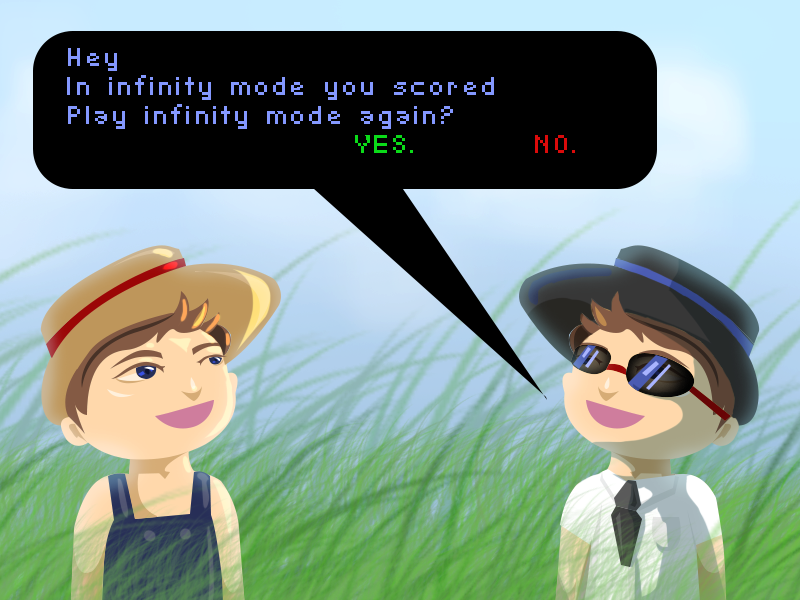 Hey
In infinity mode you scored
Play infinity mode again?
YES. NO.